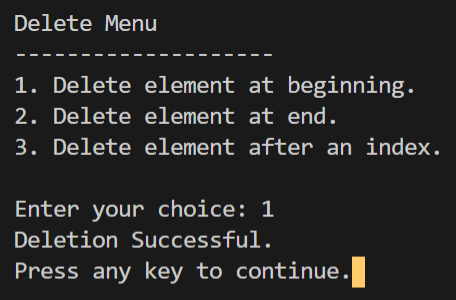 Delete Menu
--------------------
1. Delete element at beginning.
2. Delete element at end.
3. Delete element after an index.
Enter your choice: 1
Deletion Successful.
Press any key to continue.